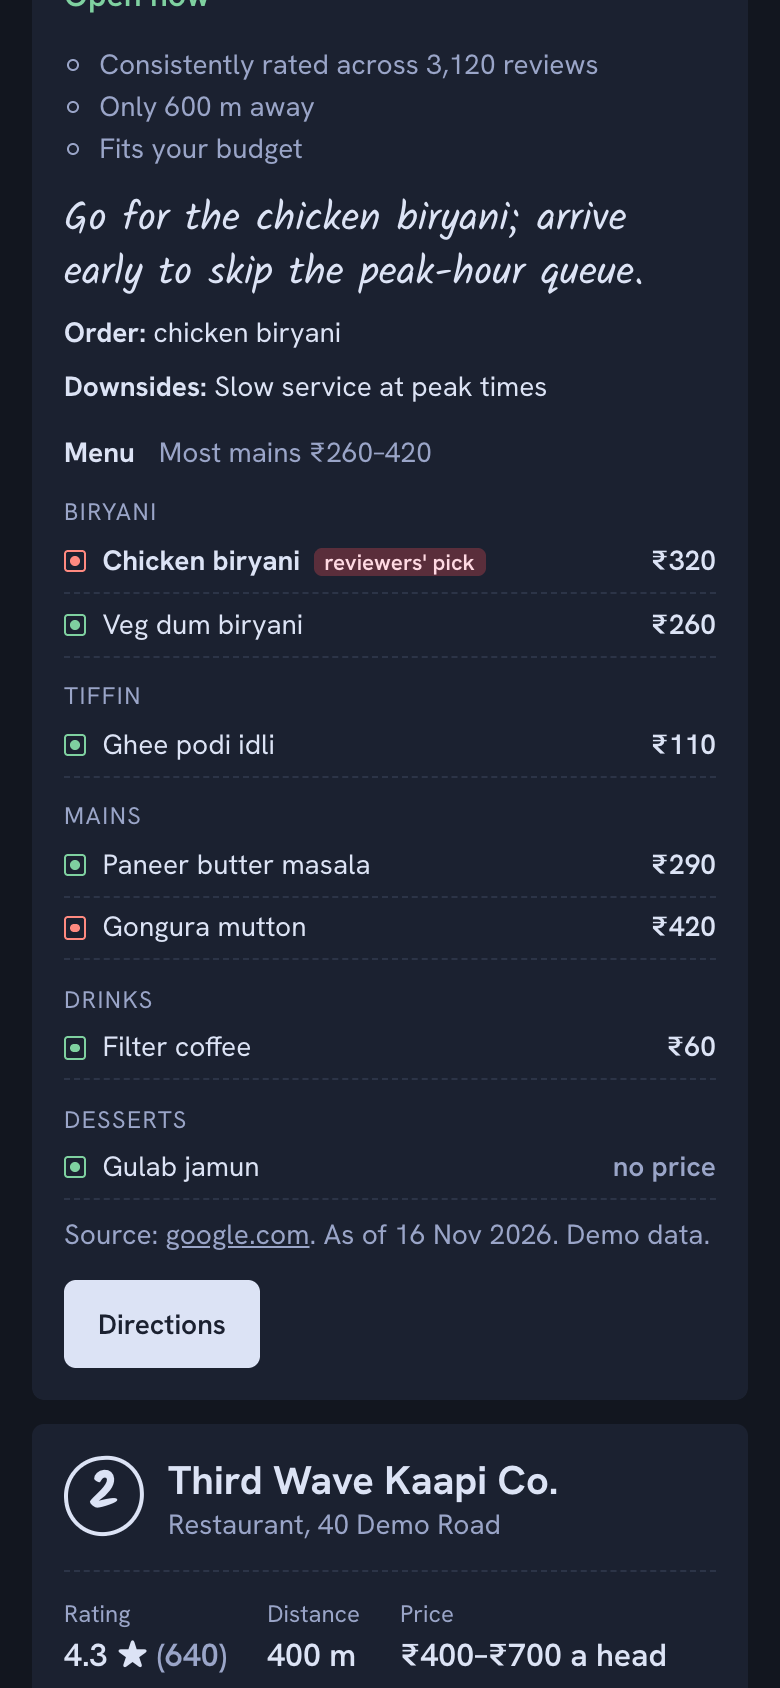 Open now
Consistently rated across 3,120 reviews
Only 600 m away
Fits your budget
Go for the chicken biryani; arrive
early to skip the peak-hour queue.
Order: chicken biryani
Downsides: Slow service at peak times
Menu Most mains ₹260–420
BIRYANI
Chicken biryani reviewers' pick ₹320
Veg dum biryani ₹260
TIFFIN
Ghee podi idli ₹110
MAINS
Paneer butter masala ₹290
Gongura mutton ₹420
DRINKS
Filter coffee ₹60
DESSERTS
Gulab jamun no price
Source: google.com. As of 16 Nov 2026. Demo data.
Directions
2 Third Wave Kaapi Co.
Restaurant, 40 Demo Road
Rating Distance Price
4.3 ★ (640) 400 m ₹400–₹700 a head